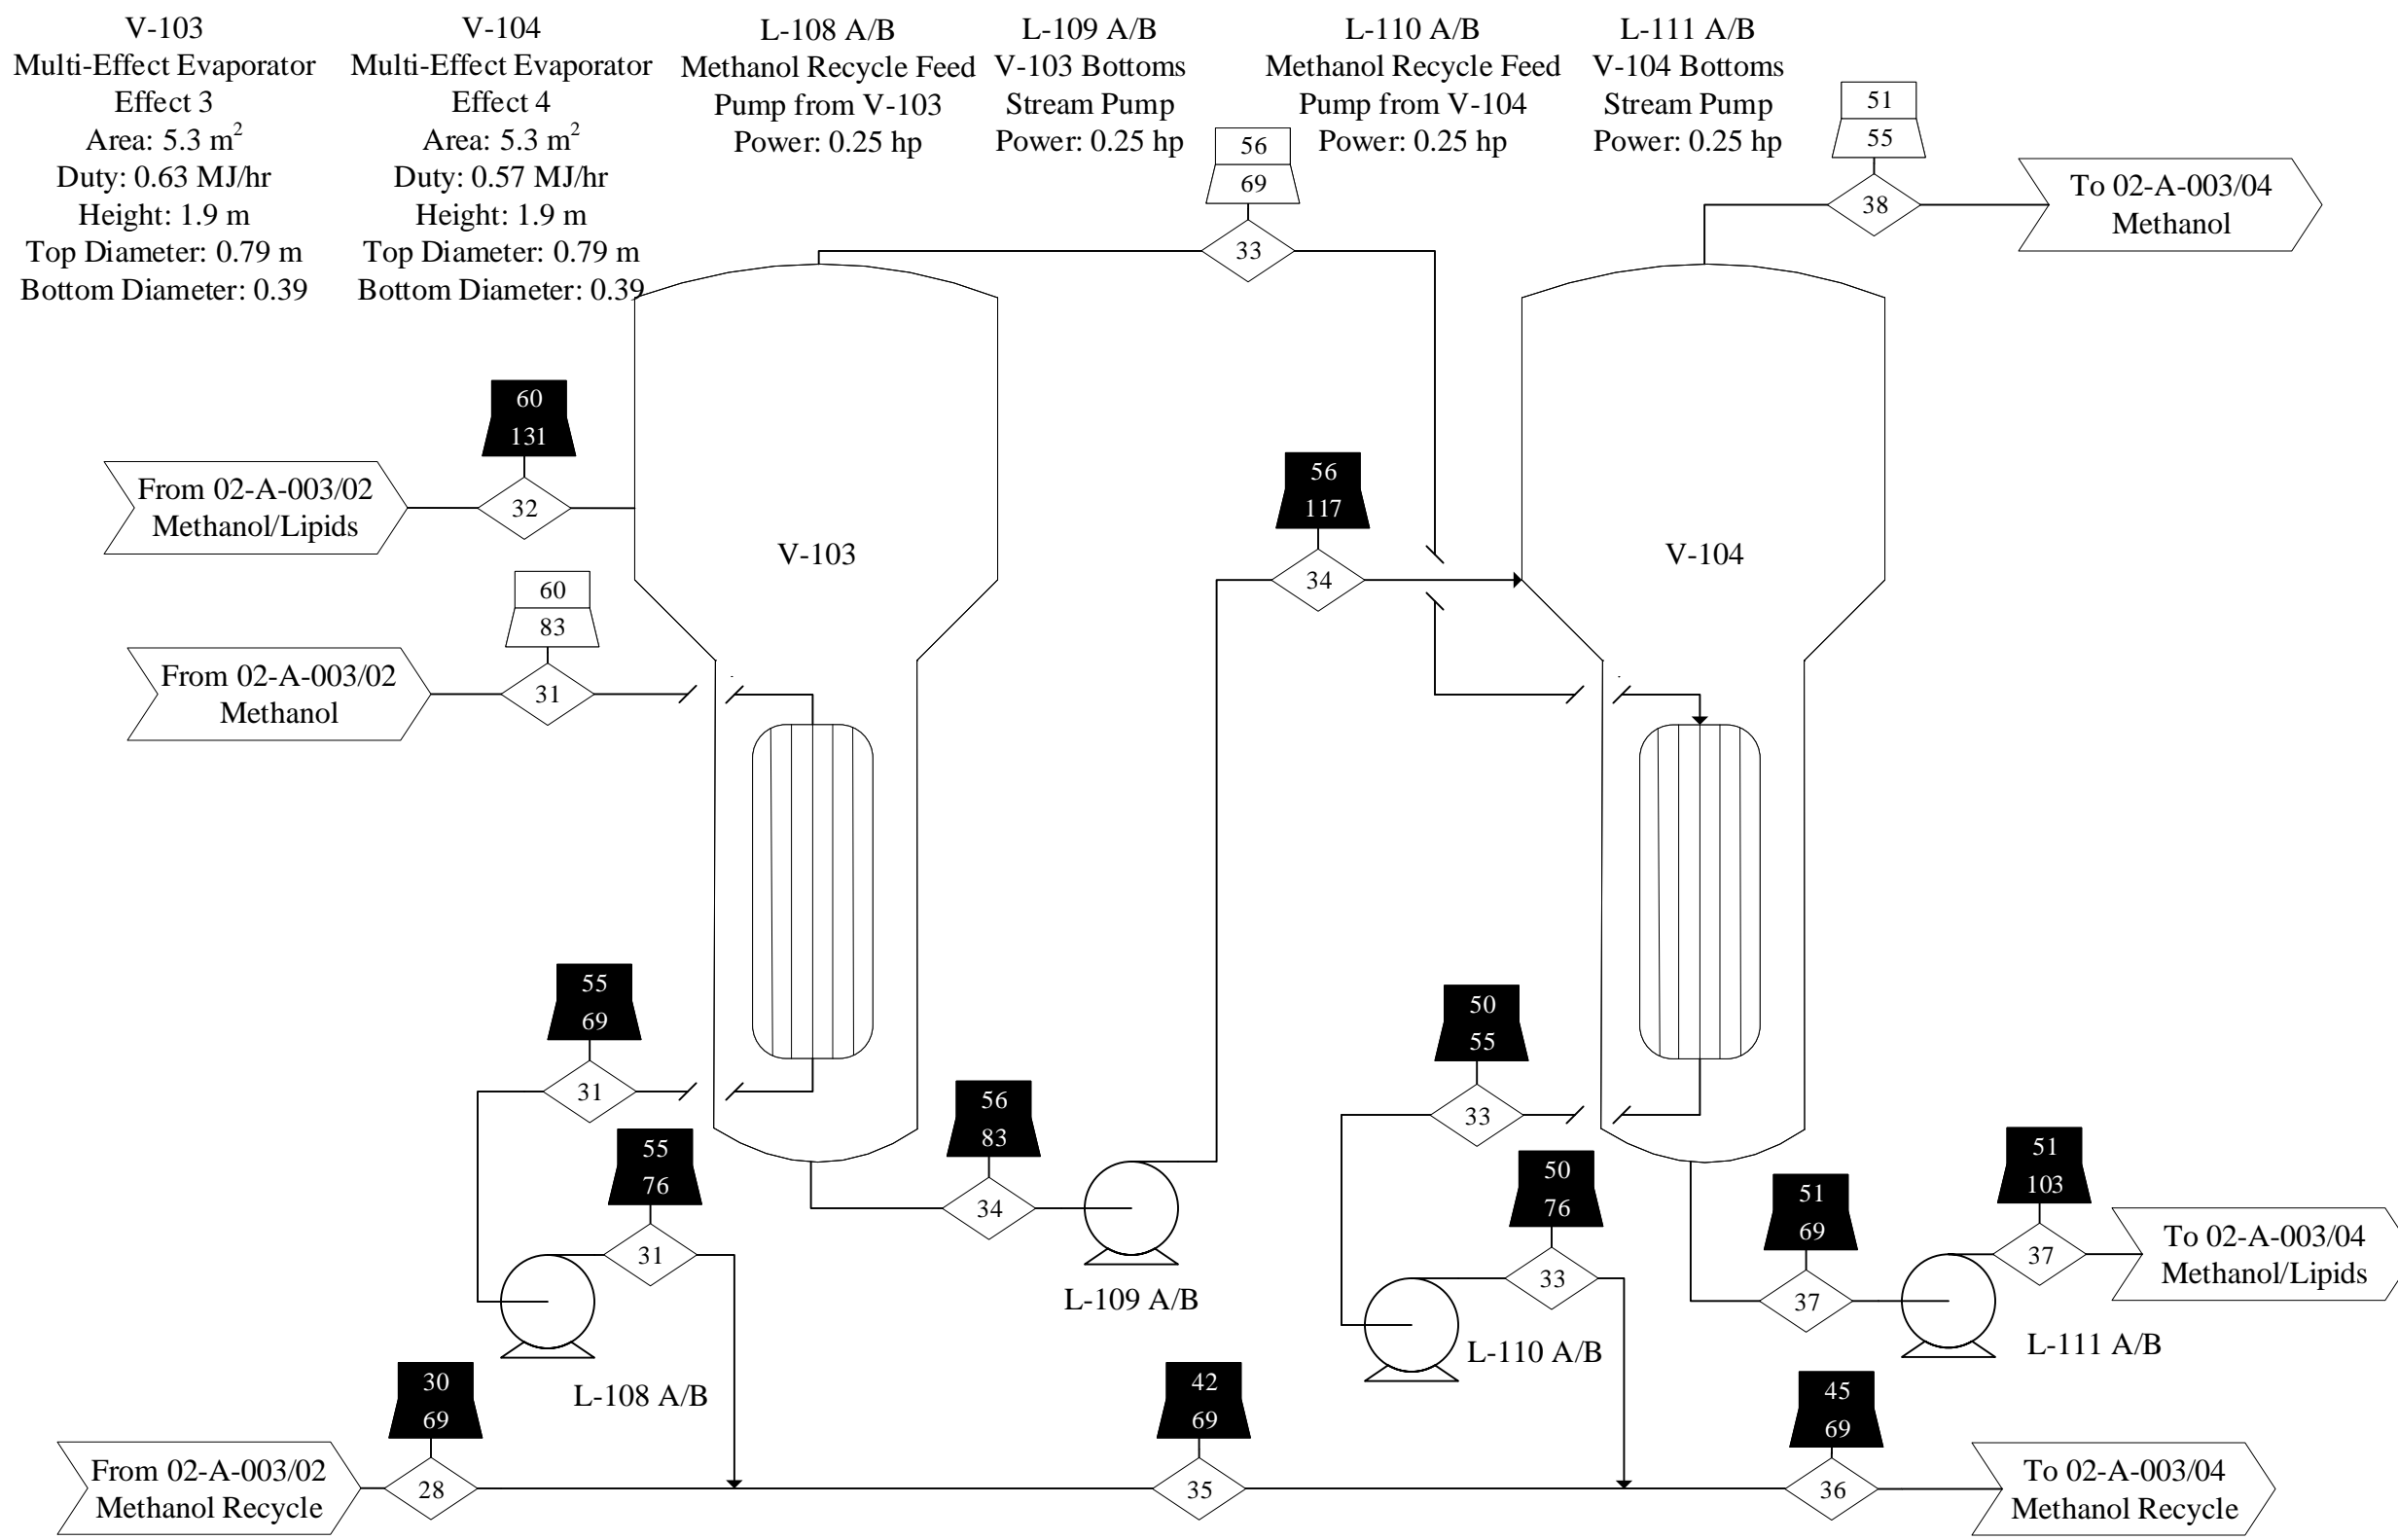 V-103
Multi-Effect Evaporator
Effect 3
Area: 5.3 m²
Duty: 0.63 MJ/hr
Height: 1.9 m
Top Diameter: 0.79 m
Bottom Diameter: 0.39
V-104
Multi-Effect Evaporator
Effect 4
Area: 5.3 m²
Duty: 0.57 MJ/hr
Height: 1.9 m
Top Diameter: 0.79 m
Bottom Diameter: 0.39
L-108 A/B
Methanol Recycle Feed
Pump from V-103
Power: 0.25 hp
L-109 A/B
V-103 Bottoms
Stream Pump
Power: 0.25 hp
L-110 A/B
Methanol Recycle Feed
Pump from V-104
Power: 0.25 hp
L-111 A/B
V-104 Bottoms
Stream Pump
Power: 0.25 hp
51
55
38
To 02-A-003/04
Methanol
56
69
33
60
131
From 02-A-003/02
Methanol/Lipids
32
V-103
56
117
34
V-104
60
83
From 02-A-003/02
Methanol
31
55
69
31
50
55
33
56
83
34
55
76
31
50
76
33
51
69
37
51
103
37
To 02-A-003/04
Methanol/Lipids
L-109 A/B
L-111 A/B
L-110 A/B
L-108 A/B
30
69
From 02-A-003/02
Methanol Recycle
28
42
69
35
45
69
36
To 02-A-003/04
Methanol Recycle